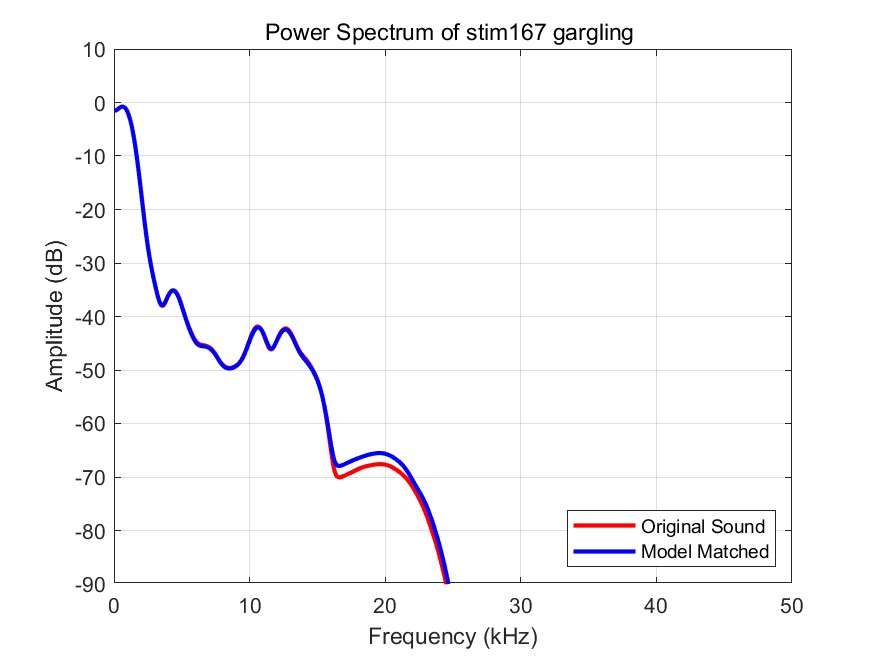 Power Spectrum of stim167 gargling
10
0
-10
-20
-30
-40
-50
-60
-70
-80
-90
Amplitude (dB)
Original Sound
Model Matched
0 10 20 30 40 50
Frequency (kHz)